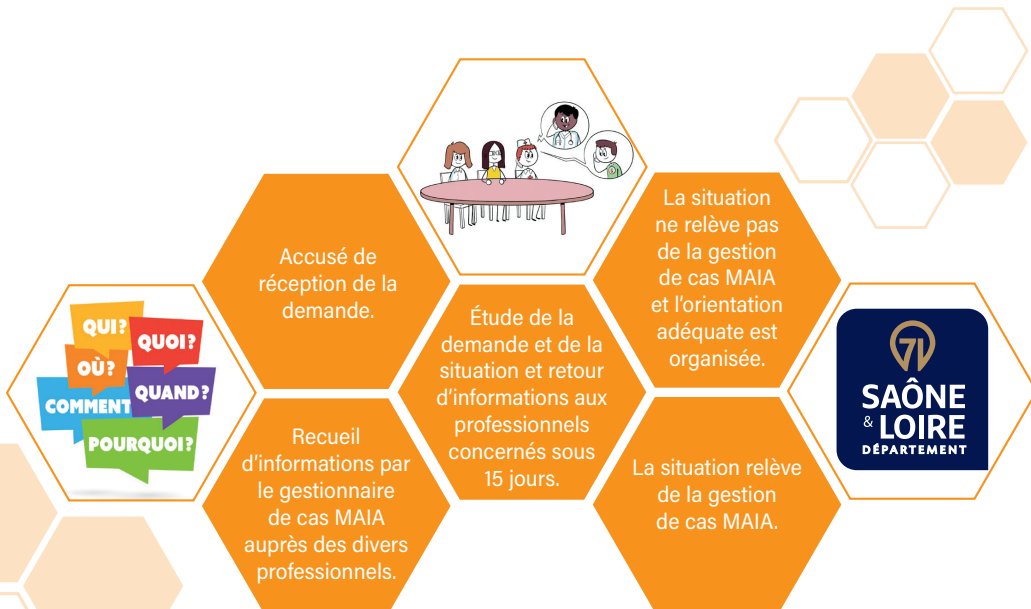 QUI?
QUOI?
OÙ?
QUAND?
COMMENT
POURQUOI?
Accusé de
réception de la
demande.
Recueil
d'informations par
le gestionnaire
de cas MAIA
auprès des divers
professionnels.
Étude de la
demande et de la
situation et retour
d'informations aux
professionnels
concernés sous
15 jours.
La situation
ne relève pas
de la gestion
de cas MAIA
et l'orientation
adéquate est
organisée.
La situation relève
de la gestion
de cas MAIA.
71
SAÔNE
& LOIRE
DÉPARTEMENT